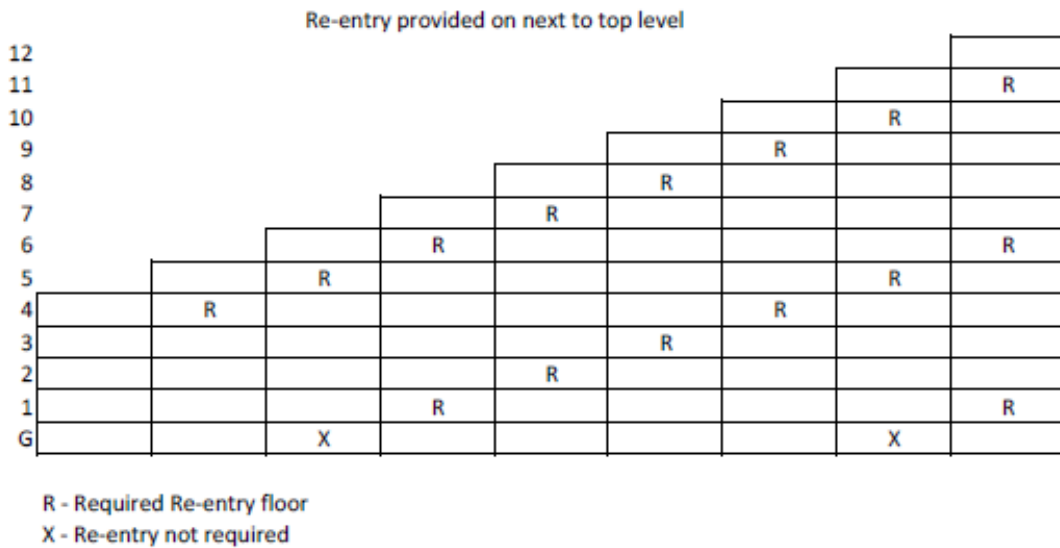 Re-entry provided on next to top level
12
11 R
10 R
9 R
8 R
7 R
6 R R
5 R R
4 R R
3 R
2 R
1 R R
G X X
R - Required Re-entry floor
X - Re-entry not required